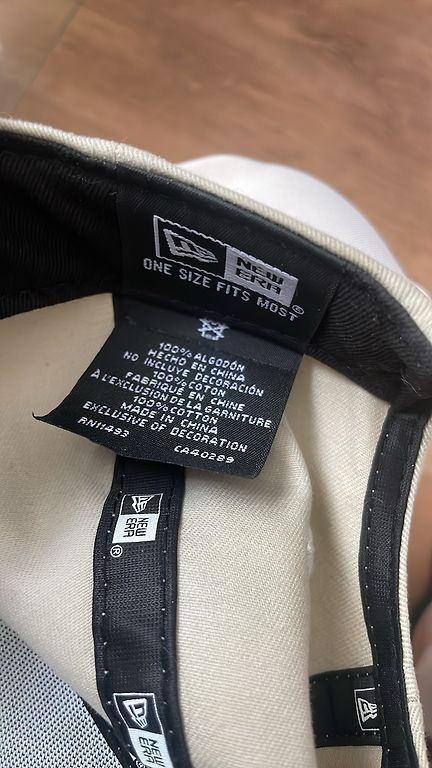 NEW
ERA
®
ONE SIZE FITS MOST
100% ALGODÓN
HECHO EN CHINA
NO INCLUYE DECORACIÓN
100% COTON
FABRIQUÉ EN CHINE
À L'EXCLUSION DE LA GARNITURE
100% COTTON
MADE IN CHINA
EXCLUSIVE OF DECORATION
RN11493 CA40289
NEW
ERA
®
NEW
ERA